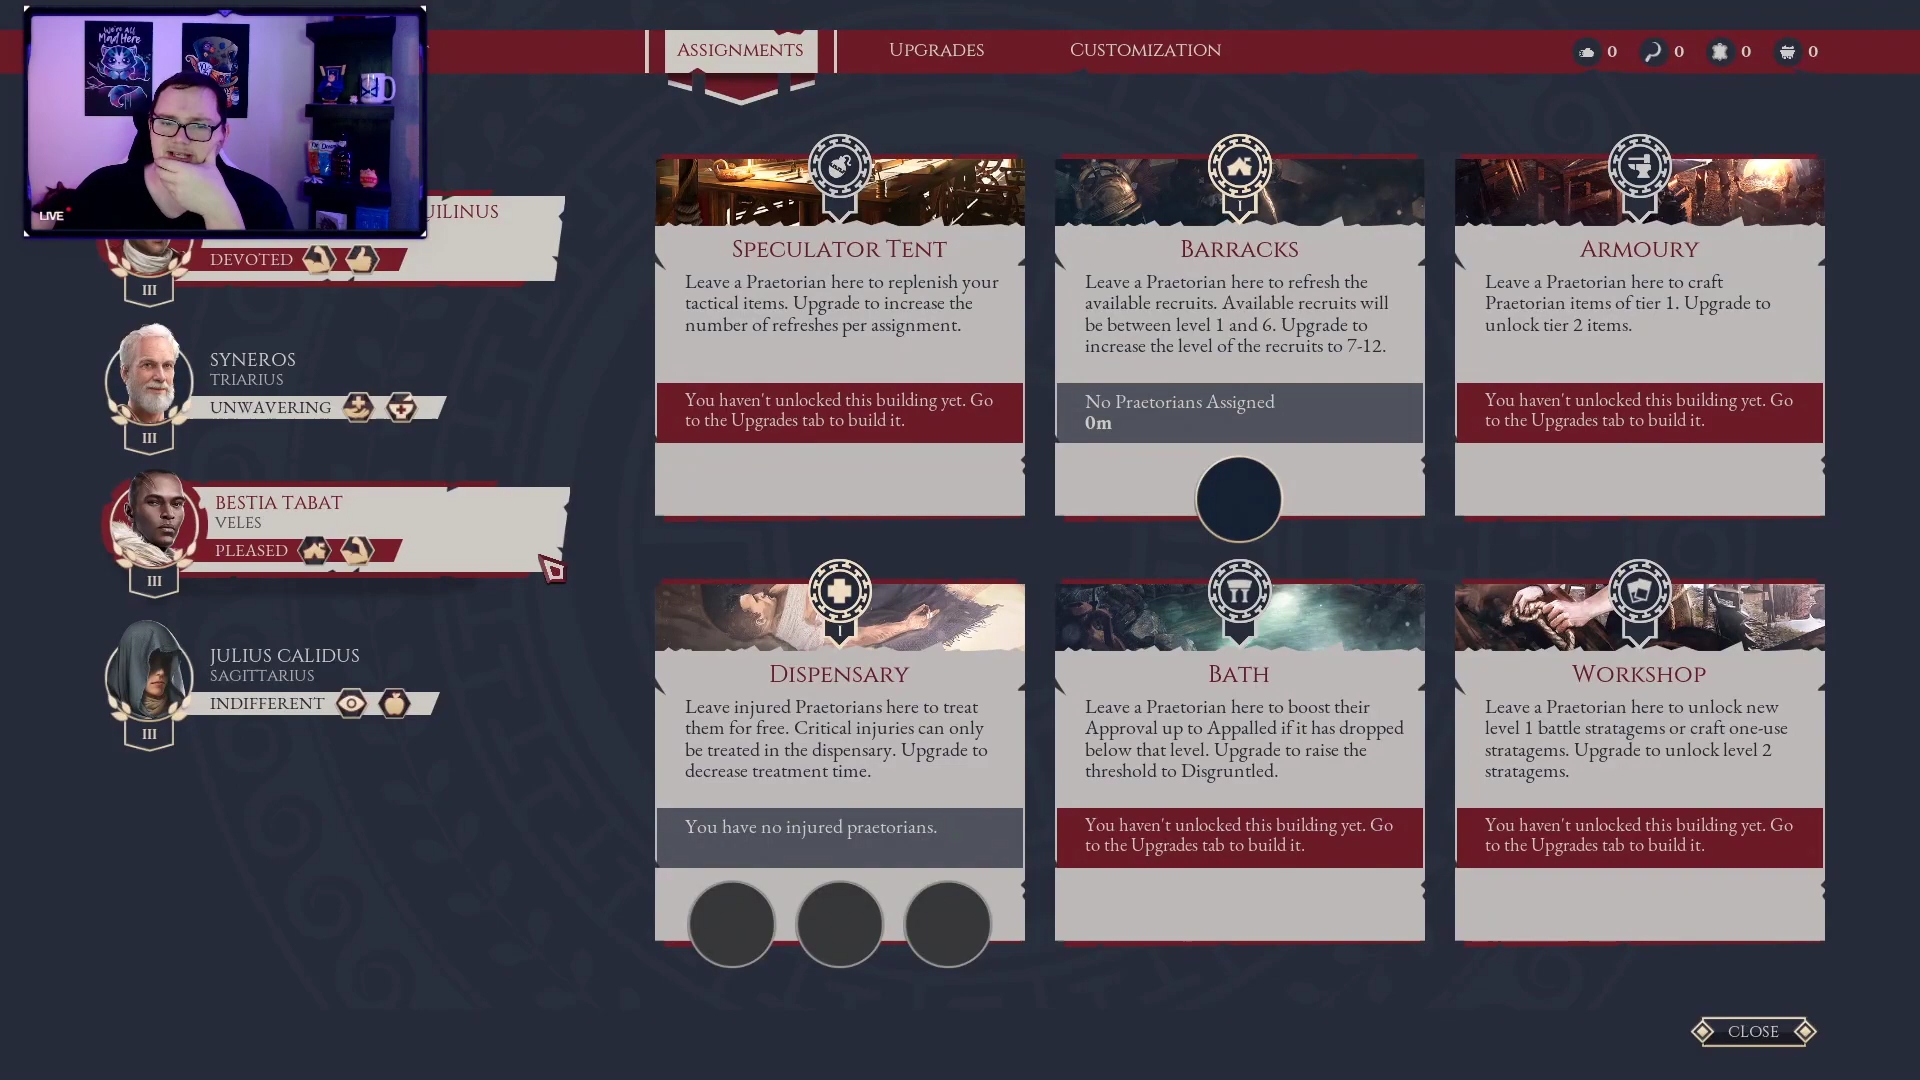 We're All
Mad Here
LIVE
ASSIGNMENTS
UPGRADES
CUSTOMIZATION
0
0
0
0
UILINUS
DEVOTED
III
SYNEROS
TRIARIUS
UNWAVERING
III
BESTIA TABAT
VELES
PLEASED
III
JULIUS CALIDUS
SAGITTARIUS
INDIFFERENT
III
SPECULATOR TENT
Leave a Praetorian here to replenish your
tactical items. Upgrade to increase the
number of refreshes per assignment.
You haven't unlocked this building yet. Go
to the Upgrades tab to build it.
I
BARRACKS
Leave a Praetorian here to refresh the
available recruits. Available recruits will
be between level 1 and 6. Upgrade to
increase the level of the recruits to 7-12.
No Praetorians Assigned
0m
ARMOURY
Leave a Praetorian here to craft
Praetorian items of tier 1. Upgrade to
unlock tier 2 items.
You haven't unlocked this building yet. Go
to the Upgrades tab to build it.
I
DISPENSARY
Leave injured Praetorians here to treat
them for free. Critical injuries can only
be treated in the dispensary. Upgrade to
decrease treatment time.
You have no injured praetorians.
BATH
Leave a Praetorian here to boost their
Approval up to Appalled if it has dropped
below that level. Upgrade to raise the
threshold to Disgruntled.
You haven't unlocked this building yet. Go
to the Upgrades tab to build it.
WORKSHOP
Leave a Praetorian here to unlock new
level 1 battle stratagems or craft one-use
stratagems. Upgrade to unlock level 2
stratagems.
You haven't unlocked this building yet. Go
to the Upgrades tab to build it.
CLOSE